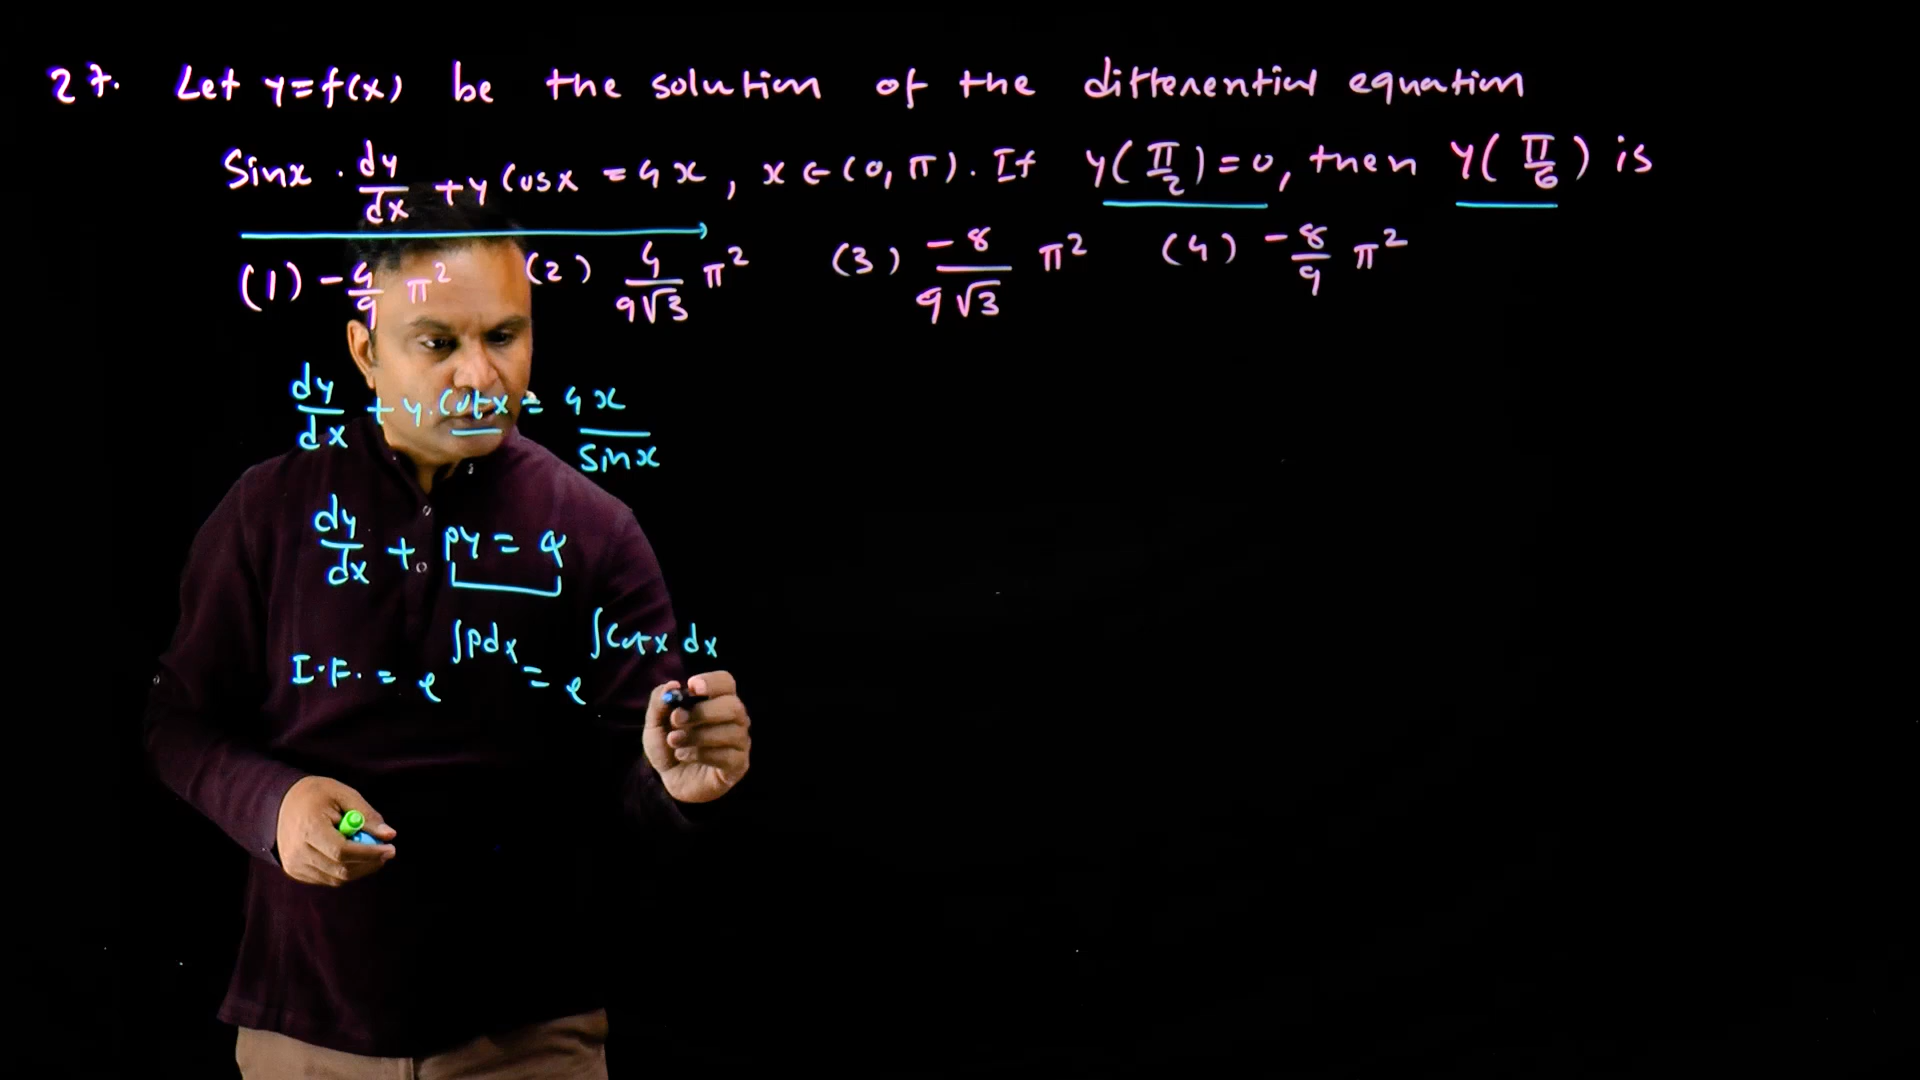 27. Let y=f(x) be the solution of the differential equation
Sinx · dy/dx + y Cosx = 4x, x ∈ (0, π). If y(π/2)=0, then y(π/6) is
(1) -4/9 π² (2) 4/9√3 π² (3) -8/9√3 π² (4) -8/9 π²
dy/dx + y.Cotx = 4x/Sinx
dy/dx + Py = Q
I.F. = e^∫Pdx = e^∫Cotx dx